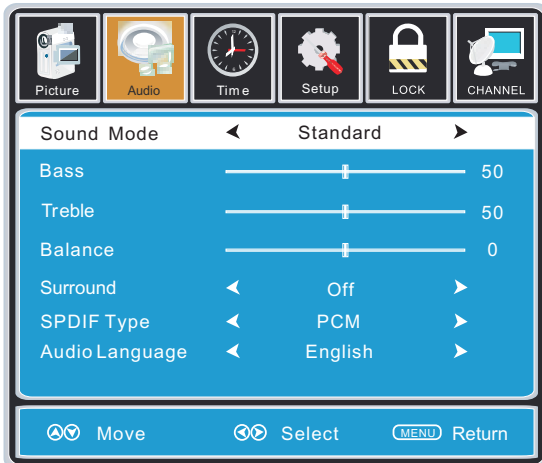 Picture Audio Time Setup LOCK CHANNEL
Sound Mode Standard
Bass 50
Treble 50
Balance 0
Surround Off
SPDIF Type PCM
Audio Language English
Move Select MENU Return